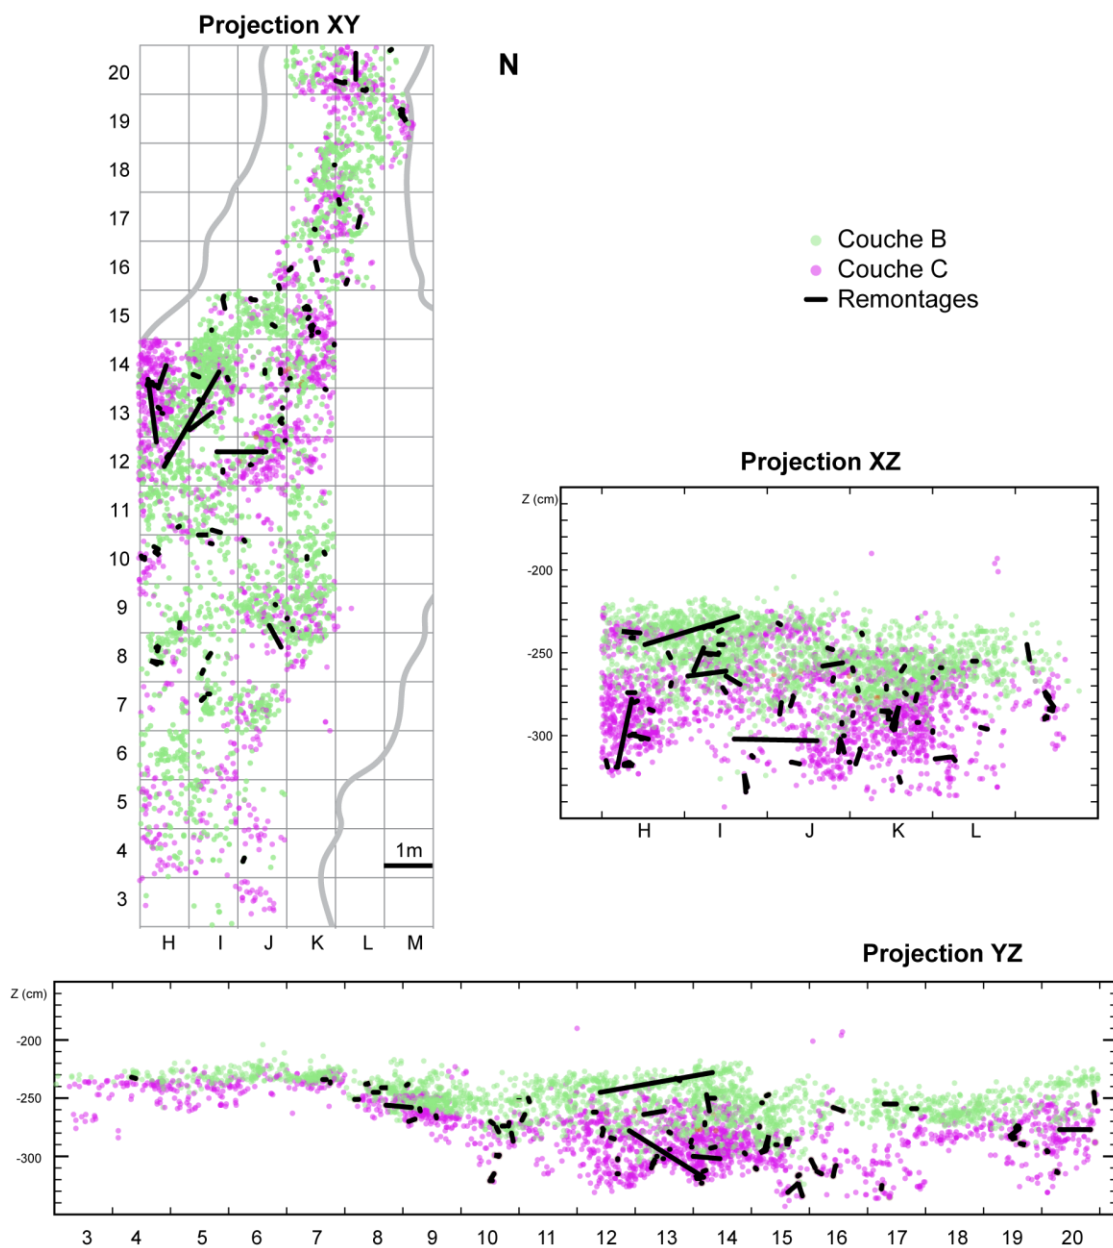 Projection XY
N
20
19
18
17
16
15
14
13
12
11
10
9
8
7
6
5
4
3
1m
H I J K L M
Couche B
Couche C
Remontages
Projection XZ
Z (cm)
-200
-250
-300
H I J K L
Projection YZ
Z (cm)
-200
-250
-300
3 4 5 6 7 8 9 10 11 12 13 14 15 16 17 18 19 20